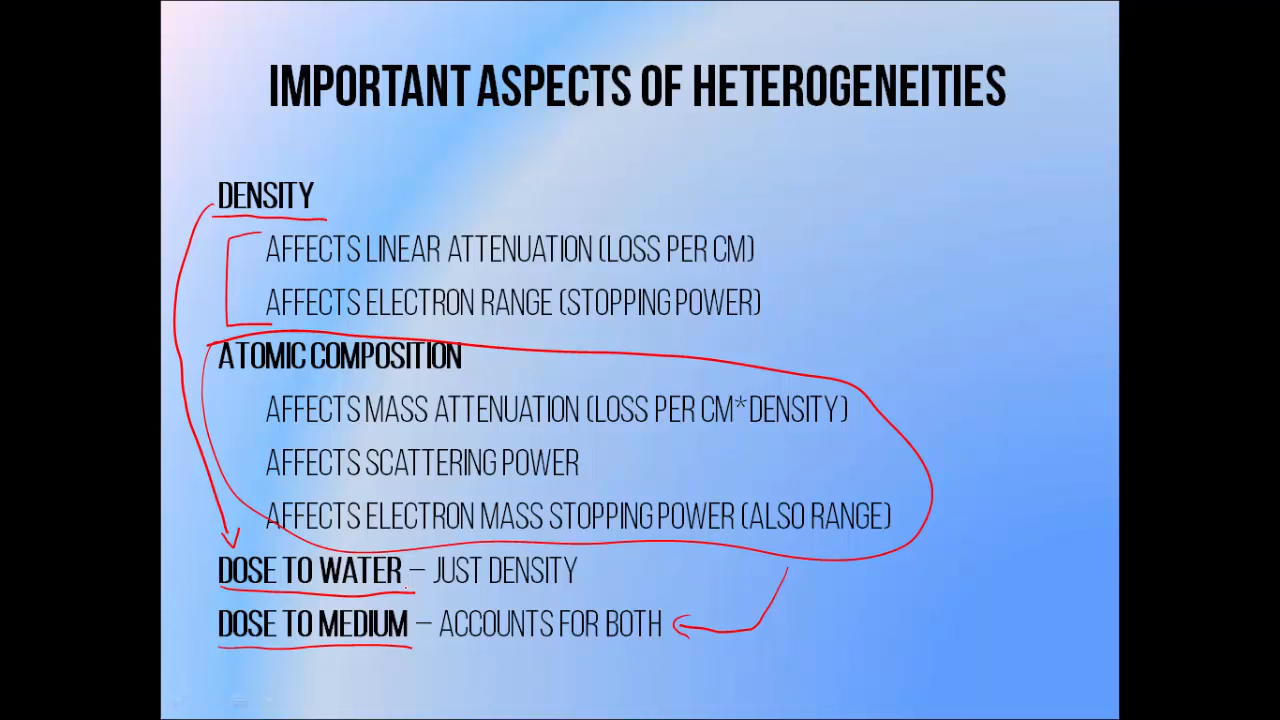 IMPORTANT ASPECTS OF HETEROGENEITIES
DENSITY
AFFECTS LINEAR ATTENUATION (LOSS PER CM)
AFFECTS ELECTRON RANGE (STOPPING POWER)
ATOMIC COMPOSITION
AFFECTS MASS ATTENUATION (LOSS PER CM*DENSITY)
AFFECTS SCATTERING POWER
AFFECTS ELECTRON MASS STOPPING POWER (ALSO RANGE)
DOSE TO WATER – JUST DENSITY
DOSE TO MEDIUM – ACCOUNTS FOR BOTH